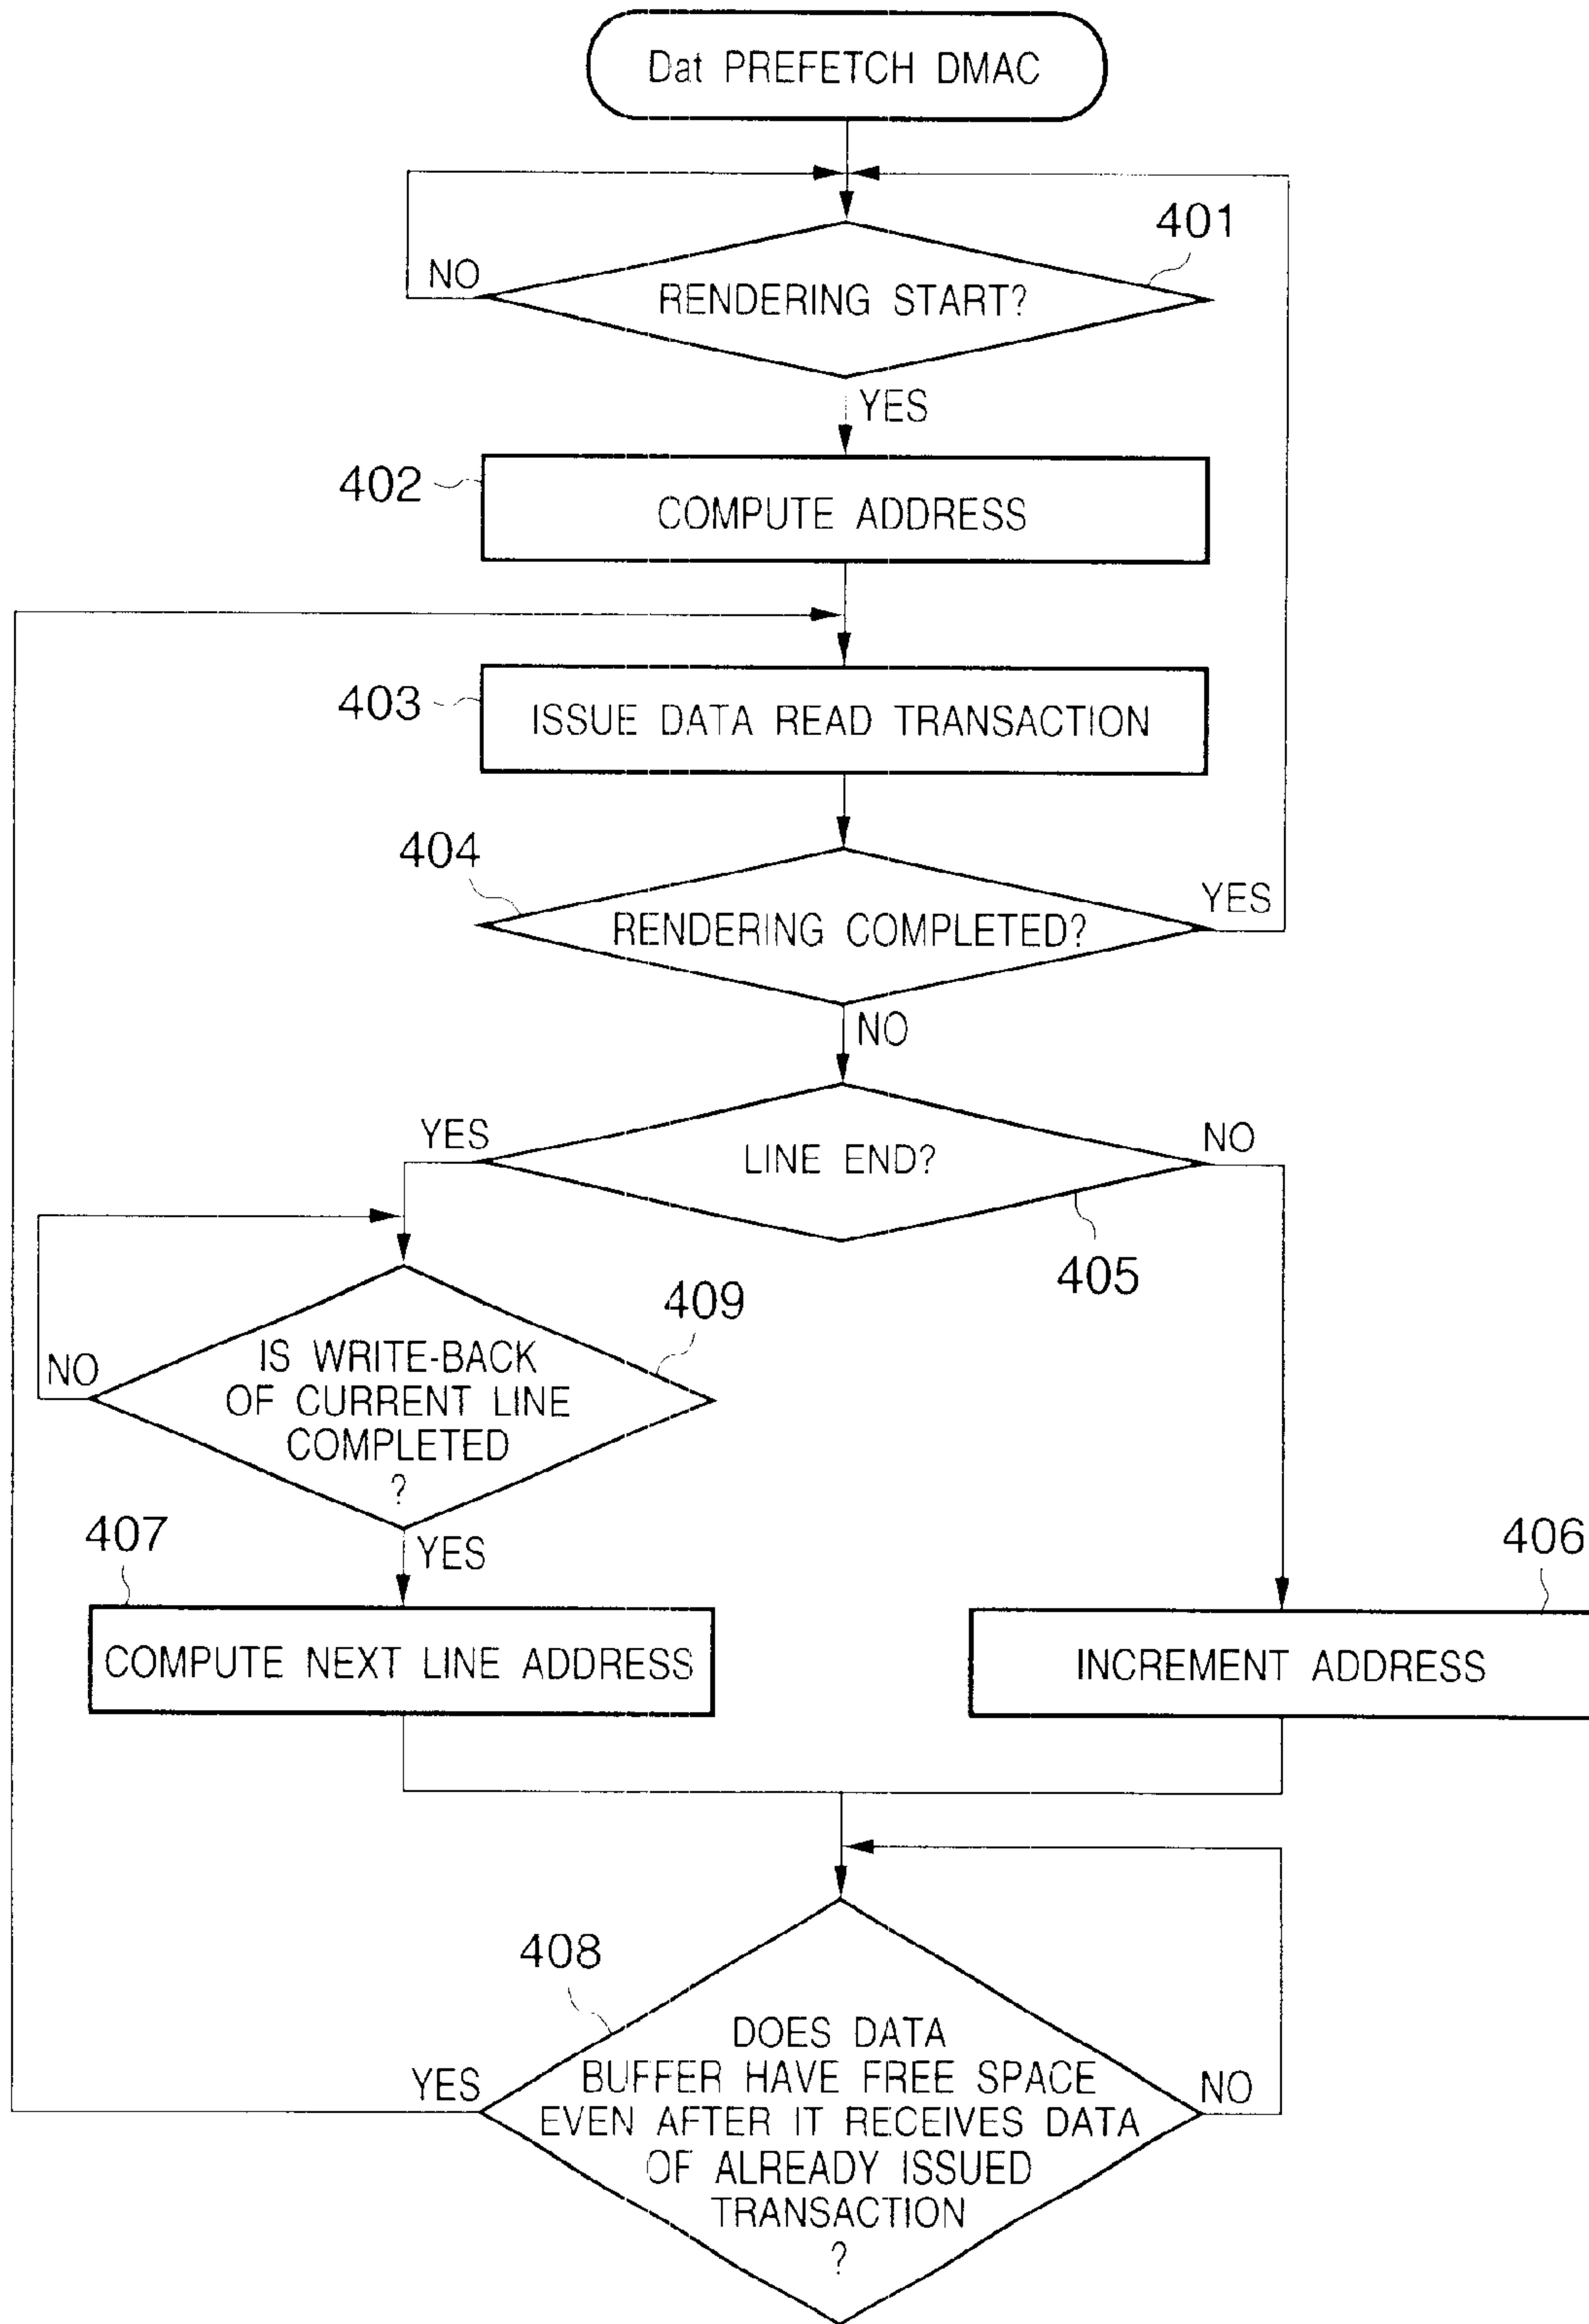 Dat PREFETCH DMAC
401
NO
RENDERING START?
YES
402
COMPUTE ADDRESS
403
ISSUE DATA READ TRANSACTION
404
YES
RENDERING COMPLETED?
NO
YES
LINE END?
NO
405
409
IS WRITE-BACK
OF CURRENT LINE
COMPLETED
?
NO
YES
407
COMPUTE NEXT LINE ADDRESS
406
INCREMENT ADDRESS
408
DOES DATA
BUFFER HAVE FREE SPACE
EVEN AFTER IT RECEIVES DATA
OF ALREADY ISSUED
TRANSACTION
?
YES
NO